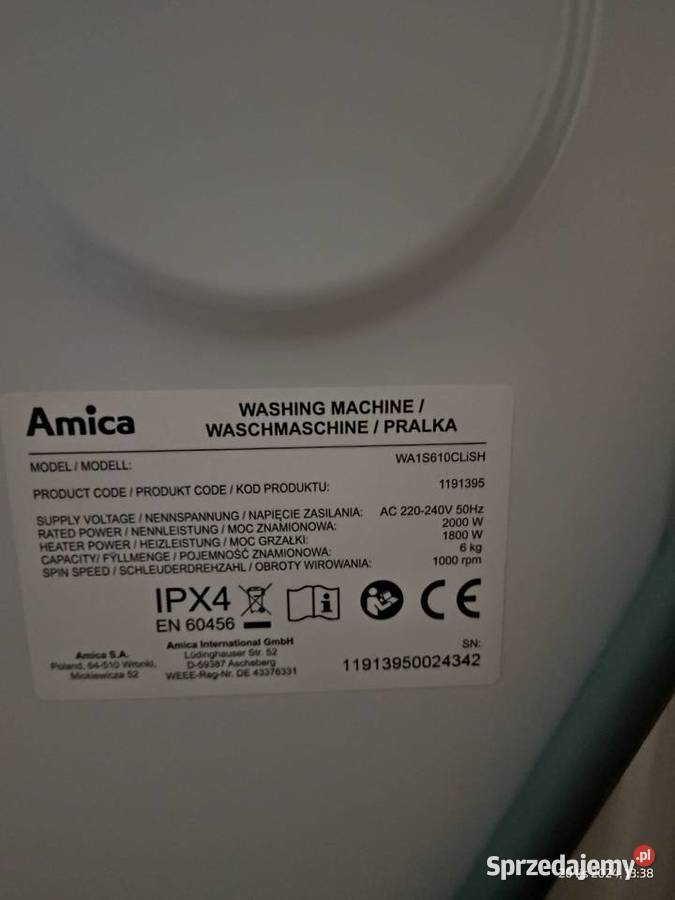 Amica
WASHING MACHINE /
WASCHMASCHINE / PRALKA
MODEL / MODELL: WA1S610CLiSH
PRODUCT CODE / PRODUKT CODE / KOD PRODUKTU: 1191395
SUPPLY VOLTAGE / NENNSPANNUNG / NAPIĘCIE ZASILANIA: AC 220-240V 50Hz
RATED POWER / NENNLEISTUNG / MOC ZNAMIONOWA: 2000 W
HEATER POWER / HEIZLEISTUNG / MOC GRZAŁKI: 1800 W
CAPACITY/ FÝLLMENGE / POJEMNOŚĆ ZNAMIONOWA: 6 kg
SPIN SPEED / SCHLEUDERDREHZAHL / OBROTY WIROWANIA: 1000 rpm
IPX4
EN 60456
CE
Amica S.A.
Poland, 64-510 Wronki,
Mickiewicza 52
Amica International GmbH
Lüdinghauser Str. 52
D-59387 Ascheberg
WEEE-Reg-Nr. DE 43376331
SN:
11913950024342
Sprzedajemy.pl
2024, 13:38